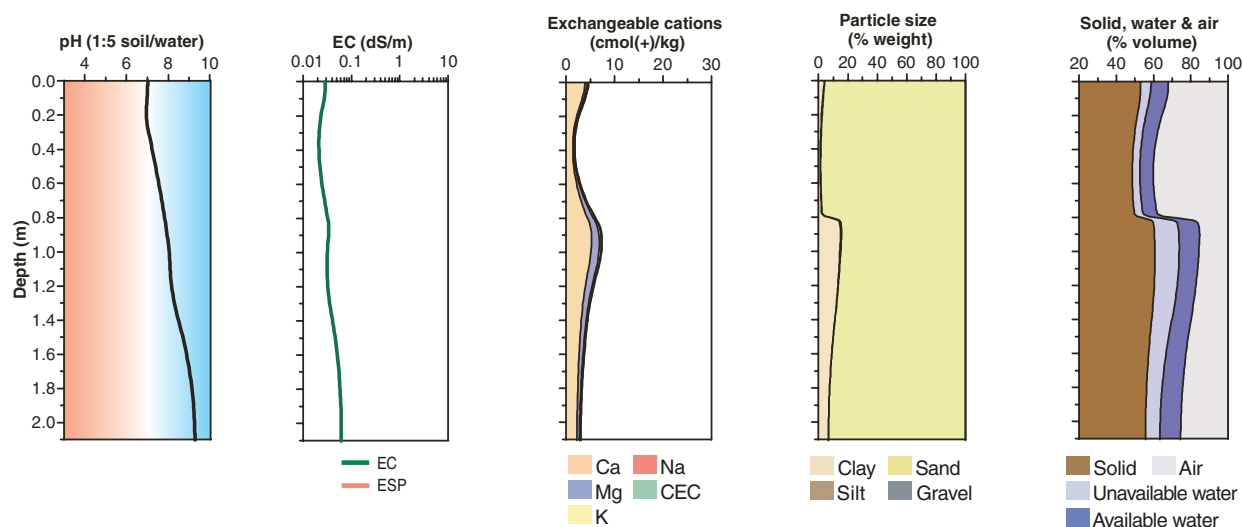 pH (1:5 soil/water)
4 6 8 10
Depth (m)
0.0
0.2
0.4
0.6
0.8
1.0
1.2
1.4
1.6
1.8
2.0
EC (dS/m)
0.01 0.1 1 10
EC
ESP
Exchangeable cations
(cmol(+)/kg)
0 10 20 30
Ca Na
Mg CEC
K
Particle size
(% weight)
0 20 40 60 80 100
Clay Sand
Silt Gravel
Solid, water & air
(% volume)
20 40 60 80 100
Solid Air
Unavailable water
Available water